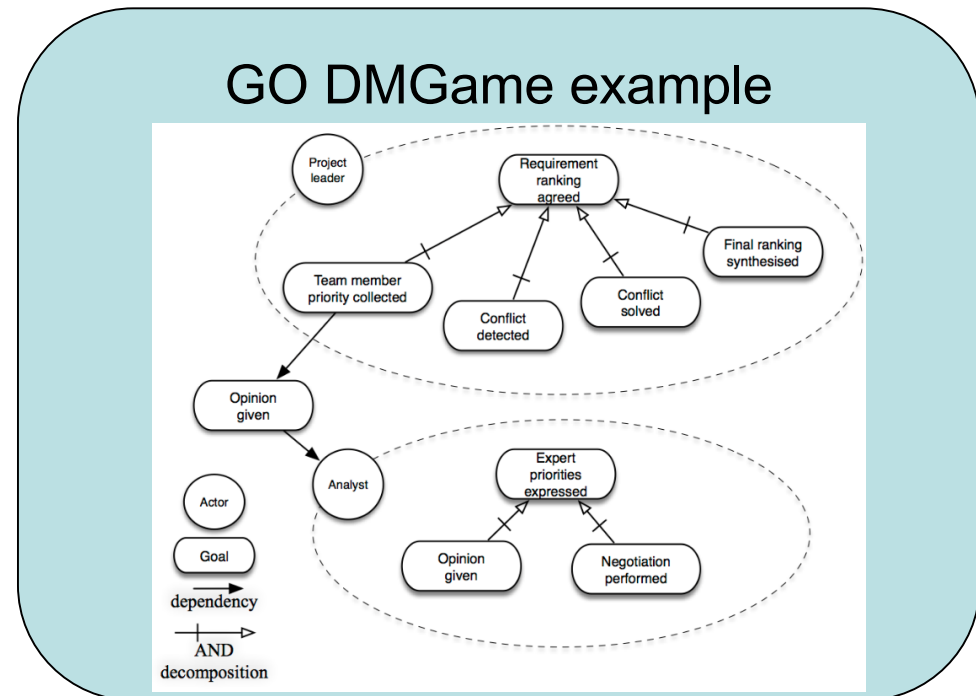 GO DMGame example
Project
leader
Requirement
ranking
agreed
Final ranking
synthesised
Team member
priority collected
Conflict
solved
Conflict
detected
Opinion
given
Analyst
Expert
priorities
expressed
Actor
Opinion
given
Negotiation
performed
Goal
dependency
AND
decomposition